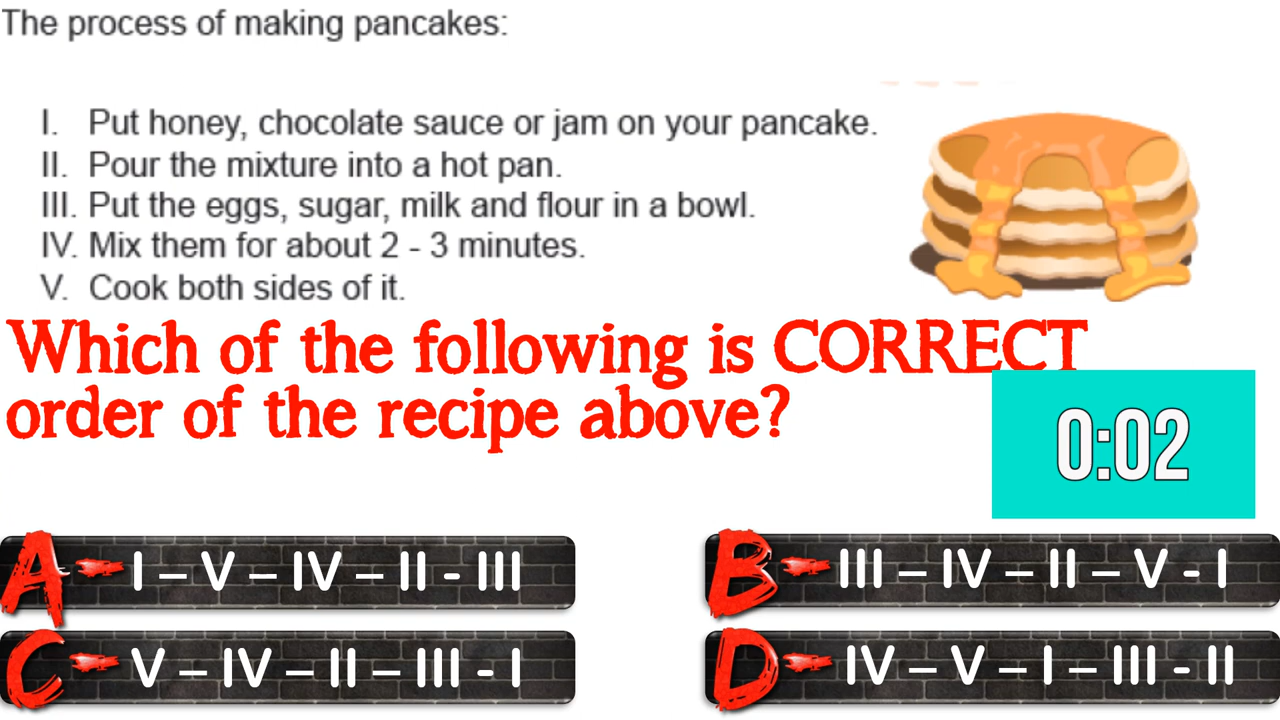 The process of making pancakes:
I. Put honey, chocolate sauce or jam on your pancake.
II. Pour the mixture into a hot pan.
III. Put the eggs, sugar, milk and flour in a bowl.
IV. Mix them for about 2 - 3 minutes.
V. Cook both sides of it.
Which of the following is CORRECT
order of the recipe above?
0:02
A - I – V – IV – II - III
B - III – IV – II – V - I
C - V – IV – II – III - I
D - IV – V – I – III - II